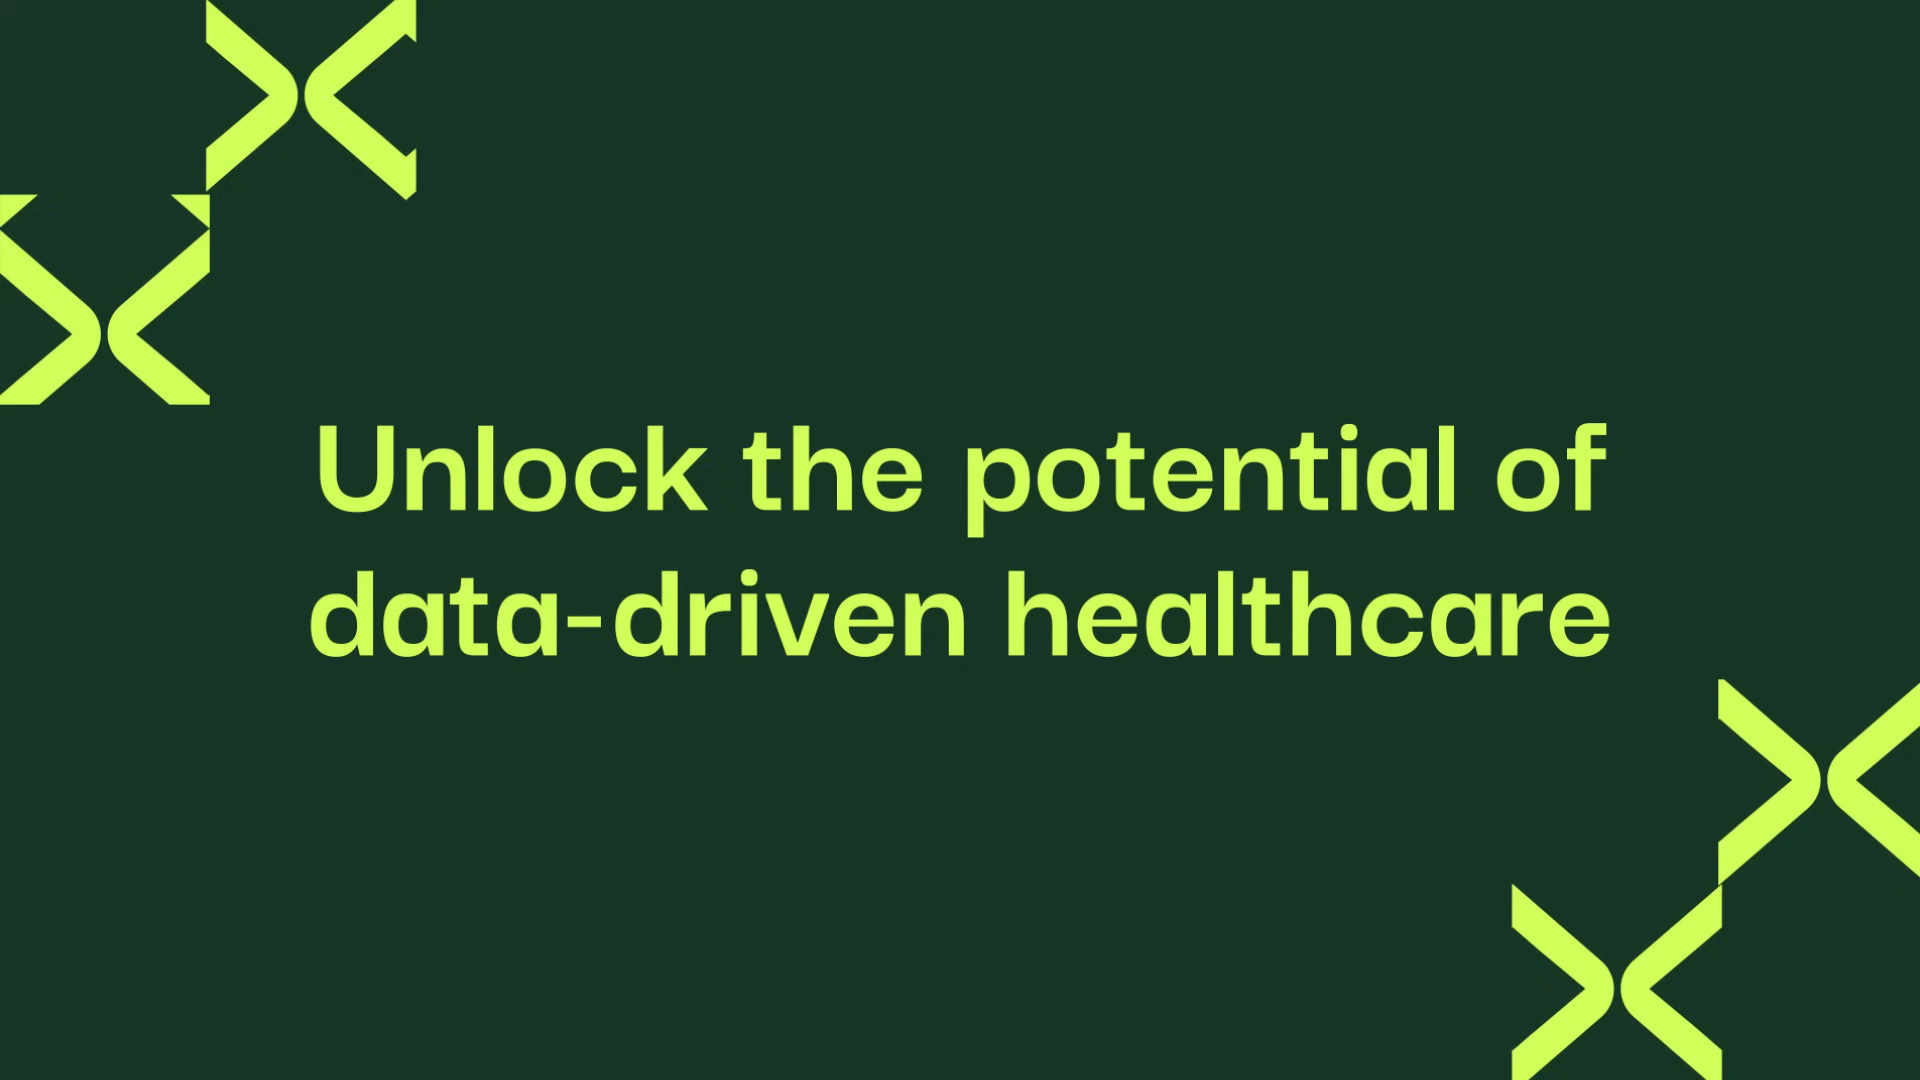 Unlock the potential of
data-driven healthcare